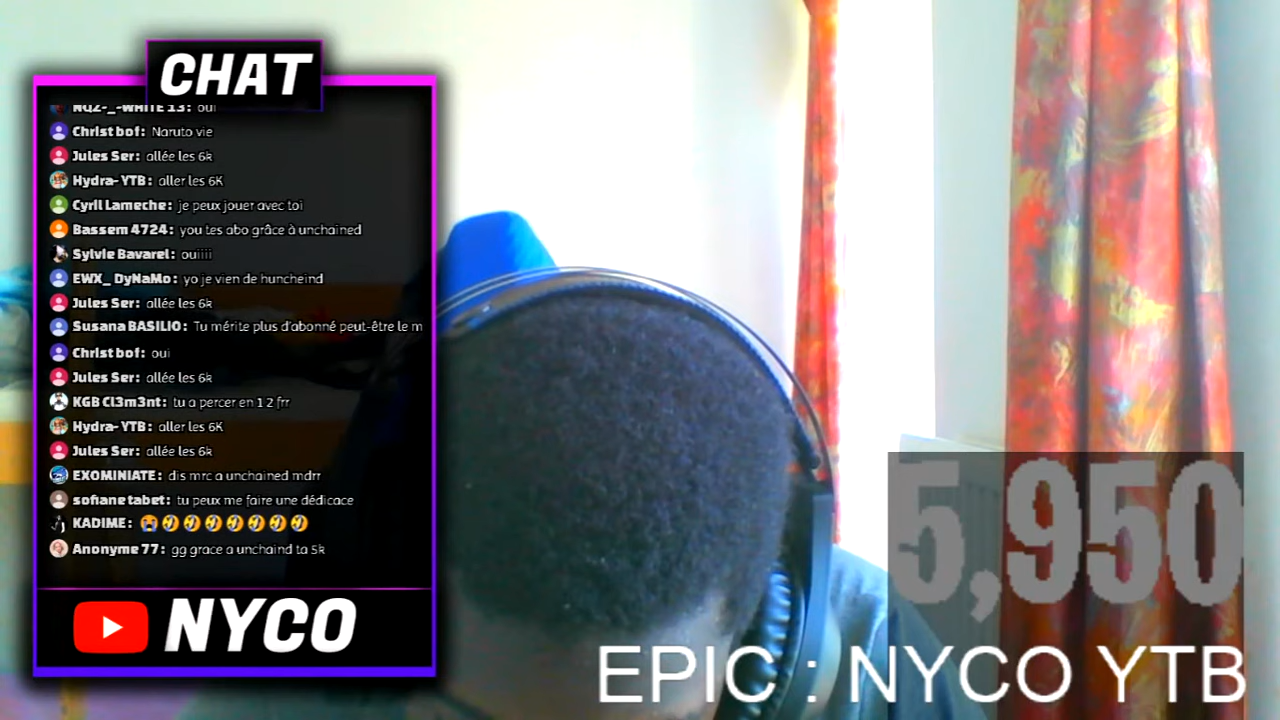 CHAT
NQZ-_-WHITE 13: oui
Christ bof: Naruto vie
Jules Ser: allée les 6k
Hydra-YTB: aller les 6K
Cyril Lameche: je peux jouer avec toi
Bassem 4724: you tes abo grâce à unchained
Sylvie Bavarel: ouiiii
EWX_ DyNaMo: yo je vien de huncheind
Jules Ser: allée les 6k
Susana BASILIO: Tu mérite plus d'abonné peut-être le m
Christ bof: oui
Jules Ser: allée les 6k
KGB Cl3m3nt: tu a percer en 1 2 frr
Hydra-YTB: aller les 6K
Jules Ser: allée les 6k
EXOMINIATE: dis mrc a unchained mdrr
sofiane tabet: tu peux me faire une dédicace
KADIME: 😭🤣🤣🤣🤣🤣🤣🤣
Anonyme 77: gg grace a unchaind ta 5k
NYCO
5,950
EPIC : NYCO YTB